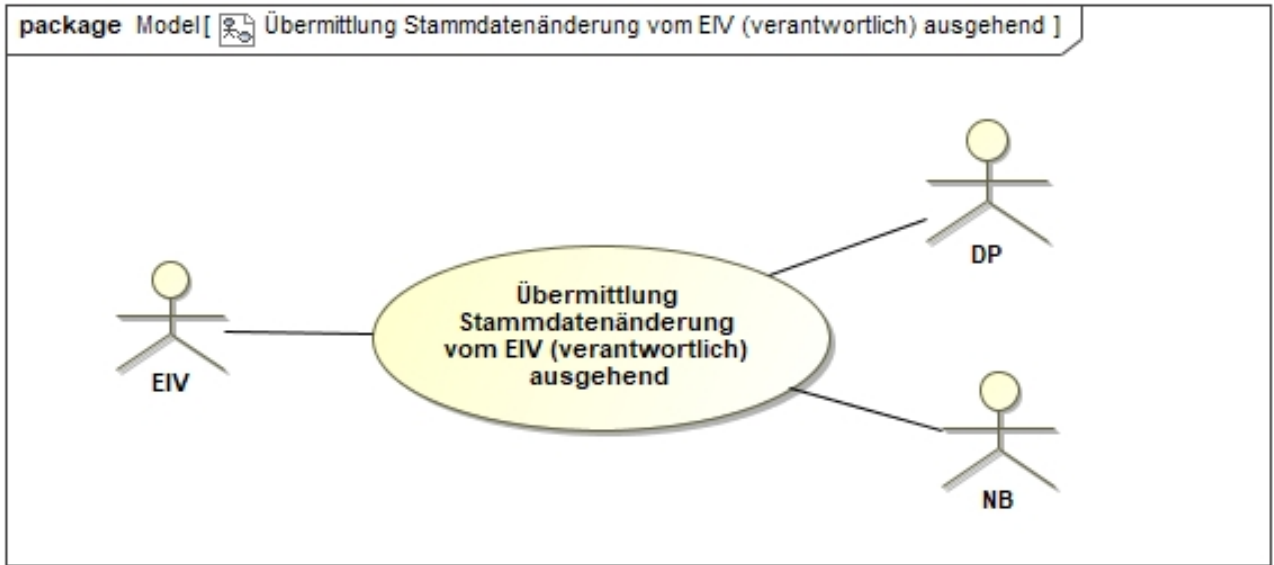 package Model[ Übermittlung Stammdatenänderung vom EIV (verantwortlich) ausgehend ]
DP
Übermittlung
Stammdatenänderung
vom EIV (verantwortlich)
ausgehend
EIV
NB